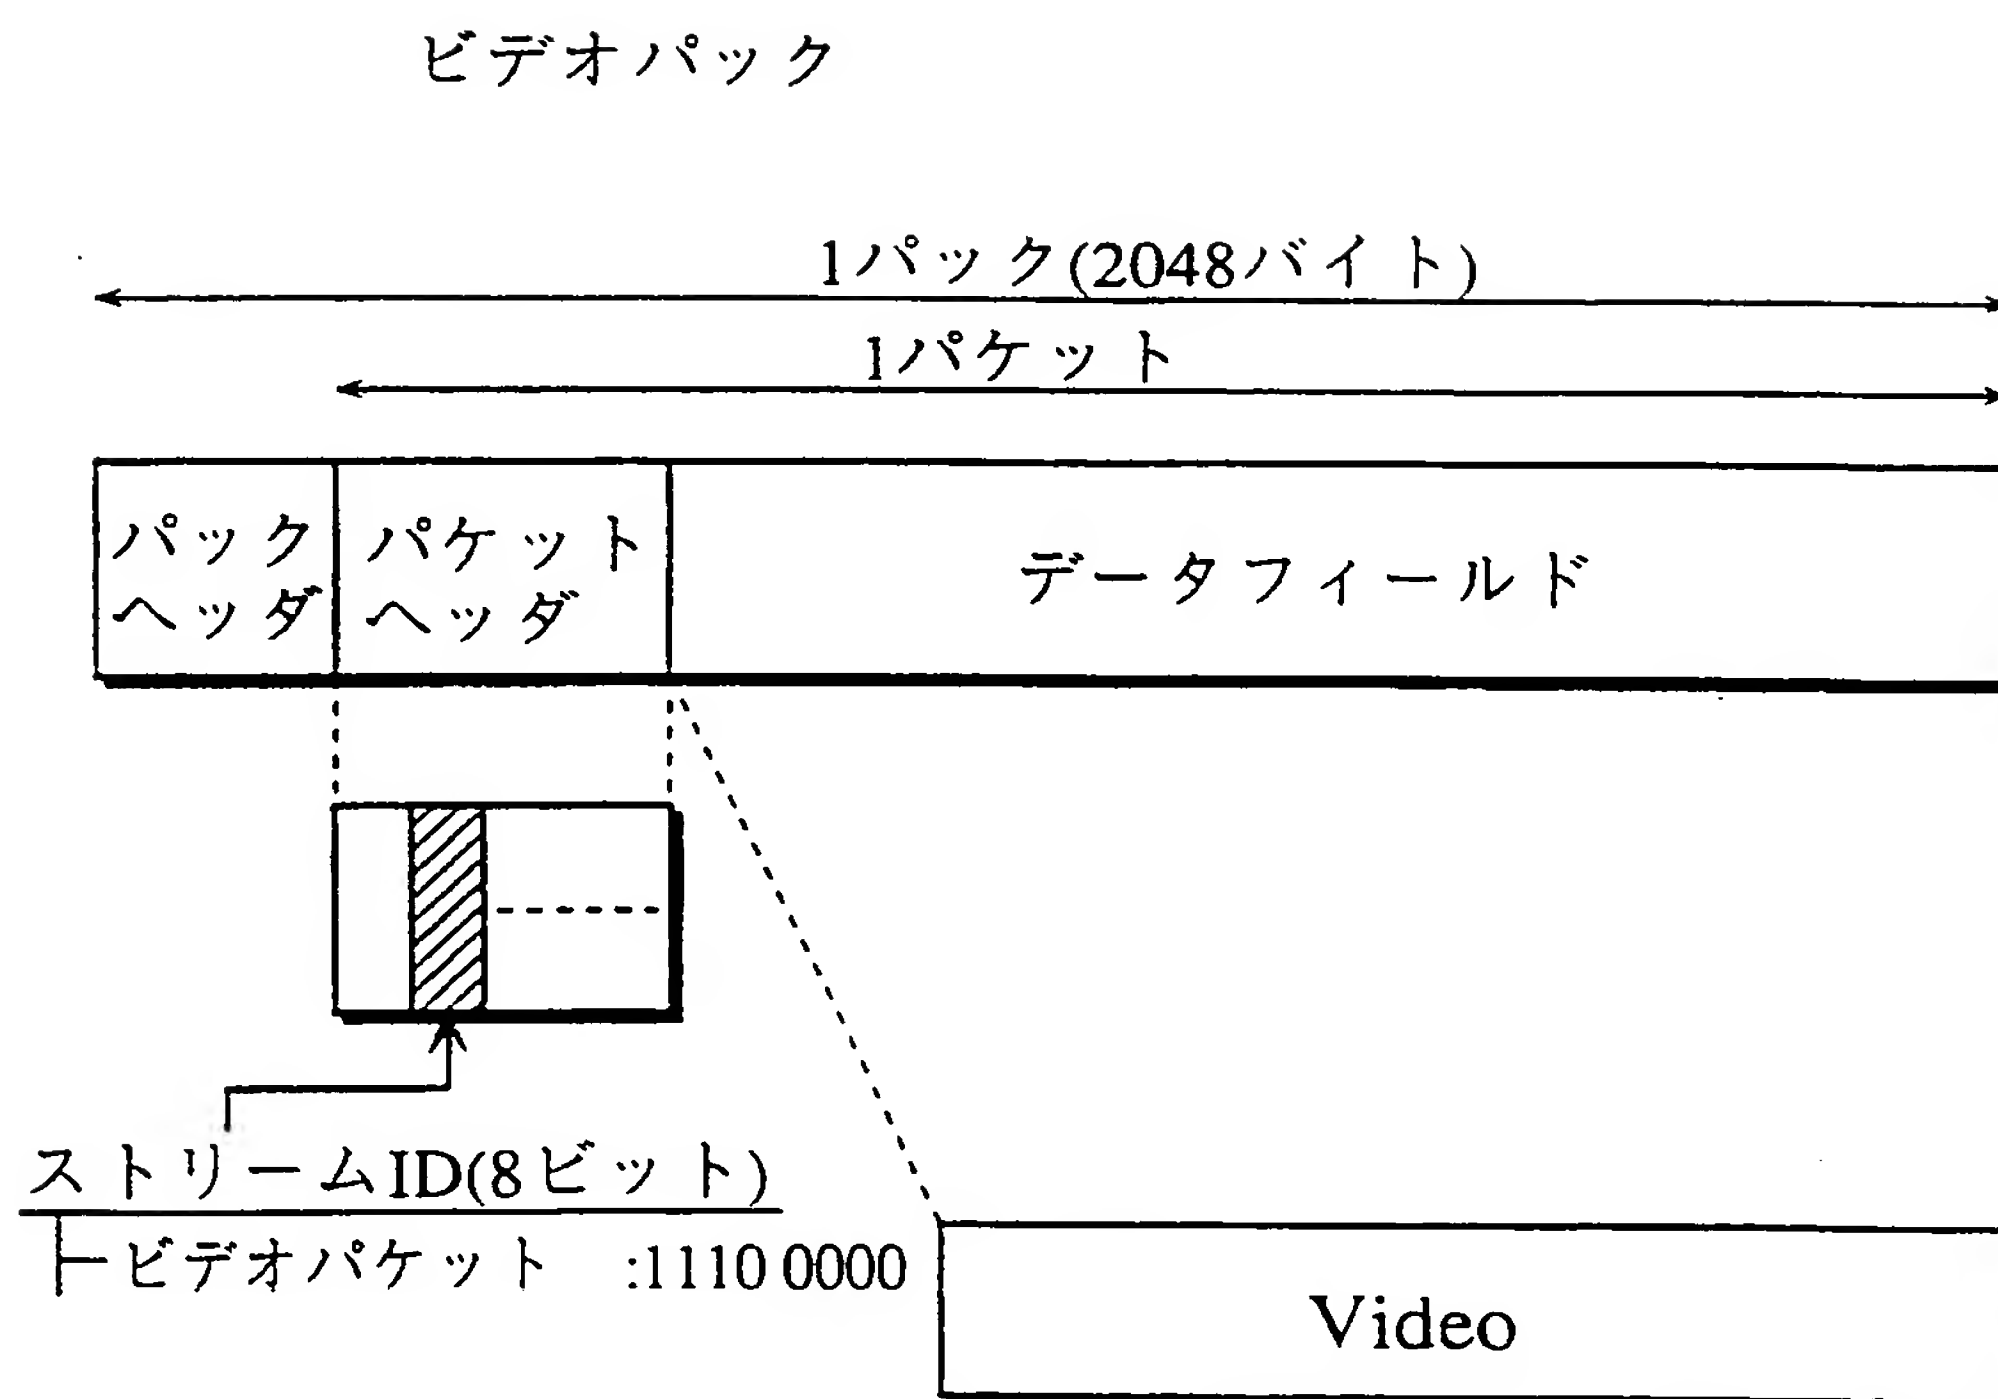 ビデオパック
1パック(2048バイト)
1パケット
パック
ヘッダ
パケット
ヘッダ
データフィールド
ストリームID(8ビット)
ビデオパケット :1110 0000
Video